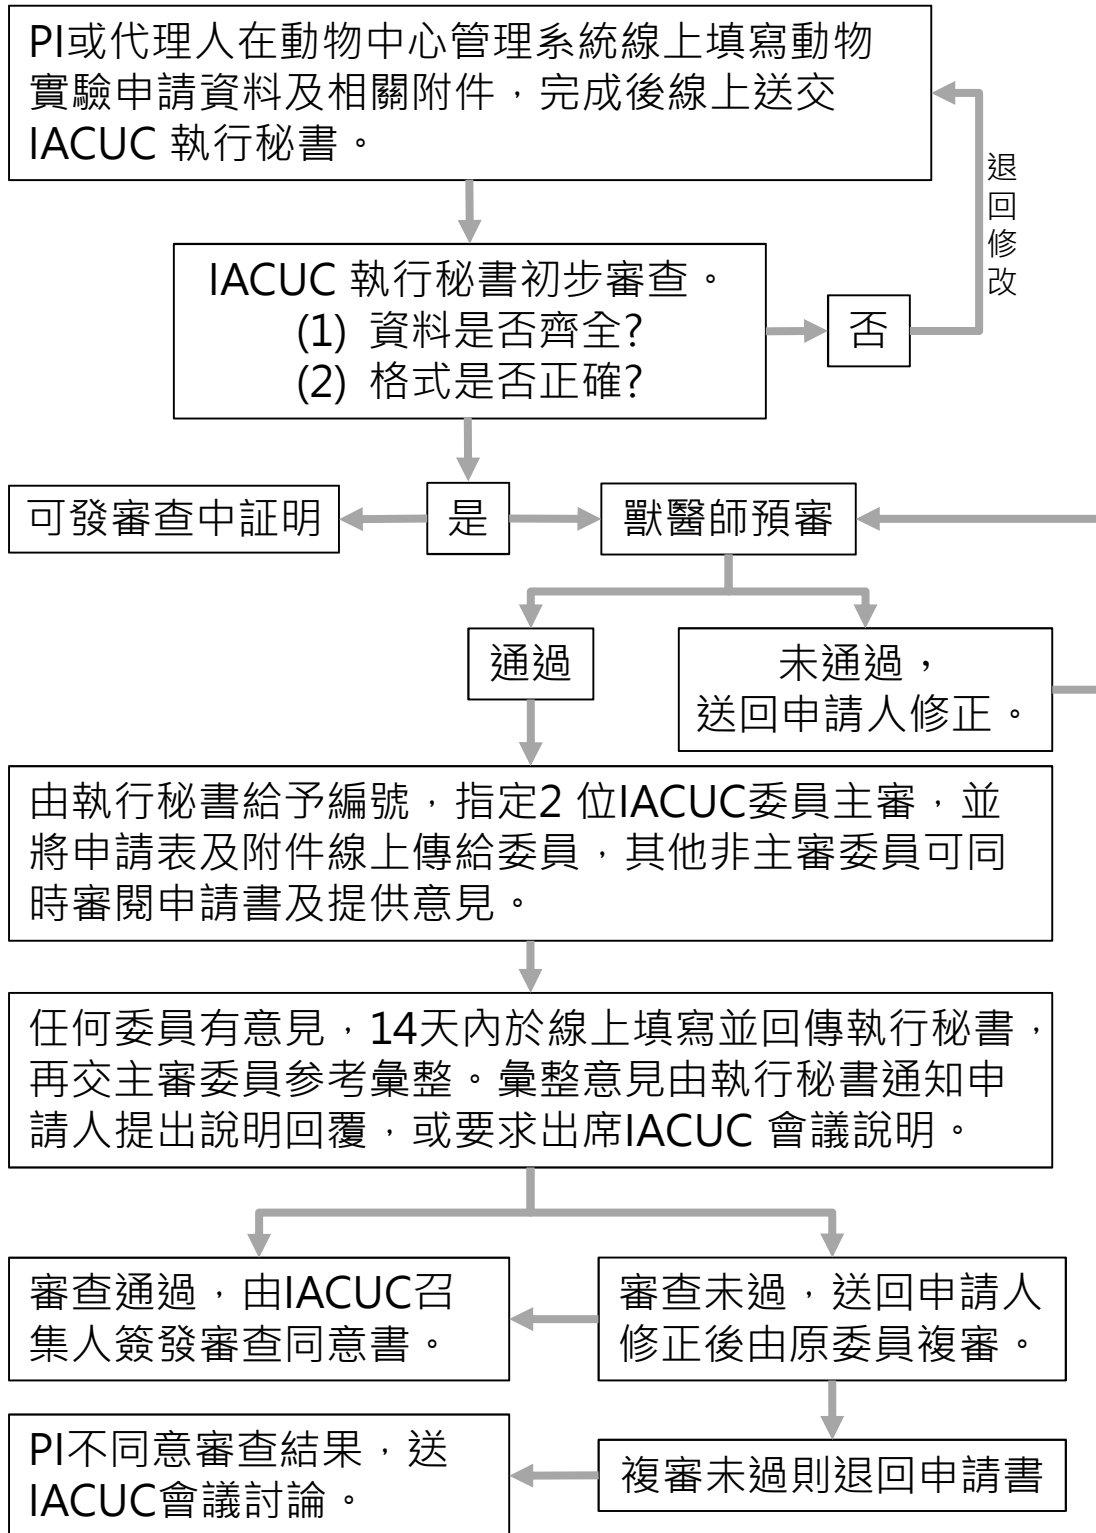 PI或代理人在動物中心管理系統線上填寫動物
實驗申請資料及相關附件，完成後線上送交
IACUC 執行秘書。
退回修改
IACUC 執行秘書初步審查。
(1) 資料是否齊全?
(2) 格式是否正確?
否
可發審查中証明
是
獸醫師預審
通過
未通過，
送回申請人修正。
由執行秘書給予編號，指定2 位IACUC委員主審，並
將申請表及附件線上傳給委員，其他非主審委員可同
時審閱申請書及提供意見。
任何委員有意見，14天內於線上填寫並回傳執行秘書，
再交主審委員参考彙整。彙整意見由執行秘書通知申
請人提出說明回覆，或要求出席IACUC 會議說明。
審查通過，由IACUC召
集人簽發審查同意書。
審查未過，送回申請人
修正後由原委員複審。
PI不同意審查結果，送
IACUC會議討論。
複審未過則退回申請書